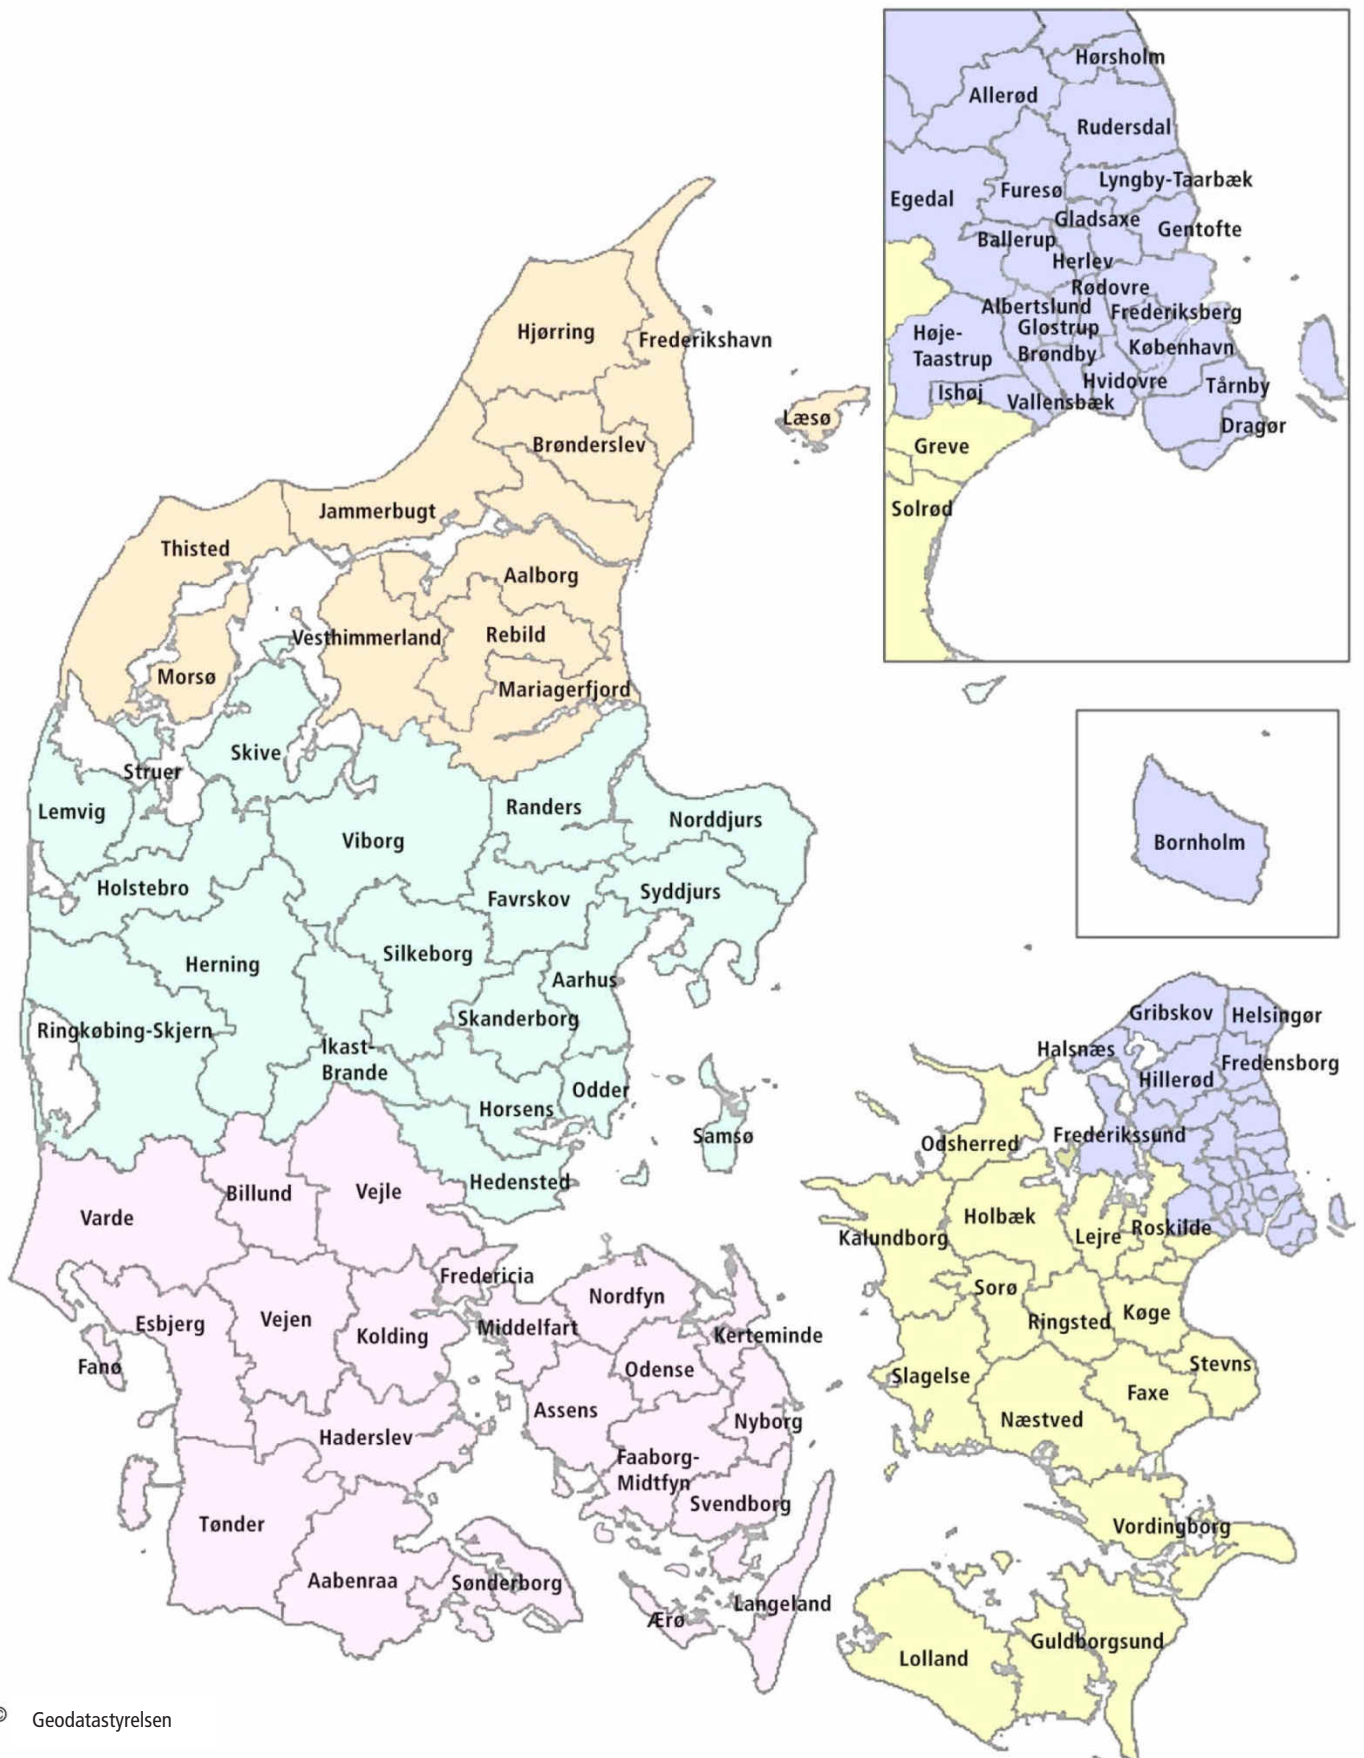 Hørsholm
Allerød
Rudersdal
Lyngby-Taarbæk
Egedal
Furesø
Gladsaxe
Gentofte
Ballerup
Herlev
Rødovre
Albertslund
Frederiksberg
Glostrup
Høje-
Taastrup
København
Brøndby
Hvidovre
Tårnby
Ishøj
Vallensbæk
Dragør
Greve
Solrød
Hjørring
Frederikshavn
Læsø
Brønderslev
Jammerbugt
Thisted
Aalborg
Vesthimmerland
Rebild
Morsø
Mariagerfjord
Skive
Struer
Lemvig
Randers
Norddjurs
Viborg
Holstebro
Favrskov
Syddjurs
Silkeborg
Herning
Aarhus
Skanderborg
Ringkøbing-Skjern
Ikast-
Brande
Odder
Horsens
Samsø
Hedensted
Bornholm
Gribskov
Helsingør
Halsnæs
Fredensborg
Hillerød
Frederikssund
Odsherred
Holbæk
Roskilde
Lejre
Kalundborg
Sorø
Ringsted
Køge
Stevns
Slagelse
Faxe
Næstved
Vordingborg
Guldborgsund
Lolland
Billund
Vejle
Varde
Fredericia
Nordfyn
Vejen
Esbjerg
Kolding
Middelfart
Kerteminde
Fanø
Odense
Assens
Nyborg
Haderslev
Faaborg-
Midtfyn
Svendborg
Tønder
Aabenraa
Sønderborg
Langeland
Ærø
© Geodatastyrelsen